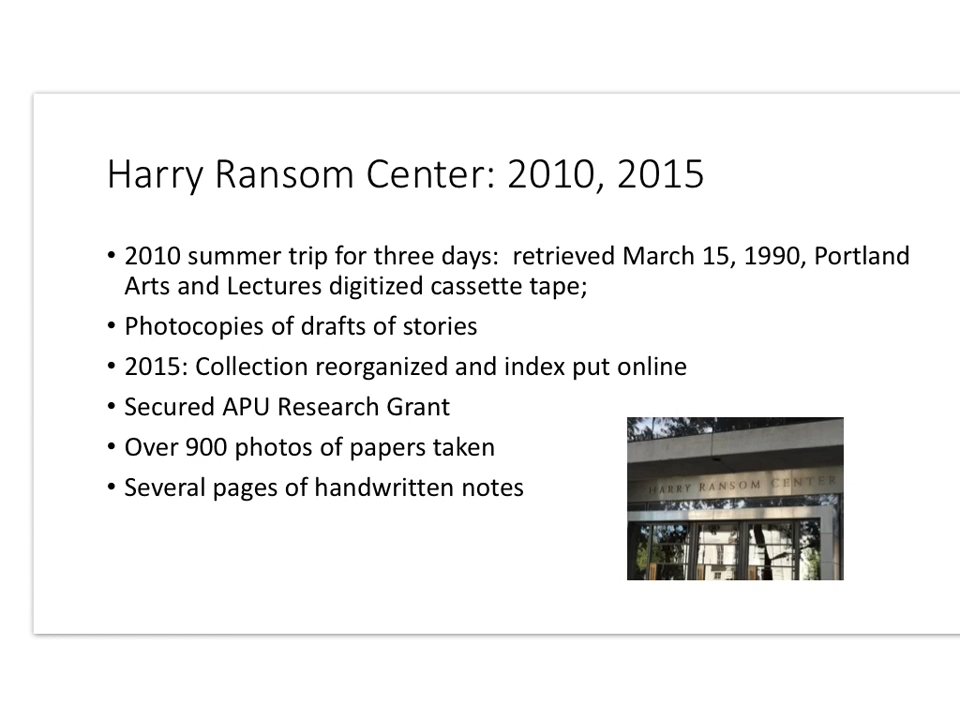 Harry Ransom Center: 2010, 2015
• 2010 summer trip for three days:  retrieved March 15, 1990, Portland
Arts and Lectures digitized cassette tape;
• Photocopies of drafts of stories
• 2015: Collection reorganized and index put online
• Secured APU Research Grant
• Over 900 photos of papers taken
• Several pages of handwritten notes
HARRY RANSOM CENTER